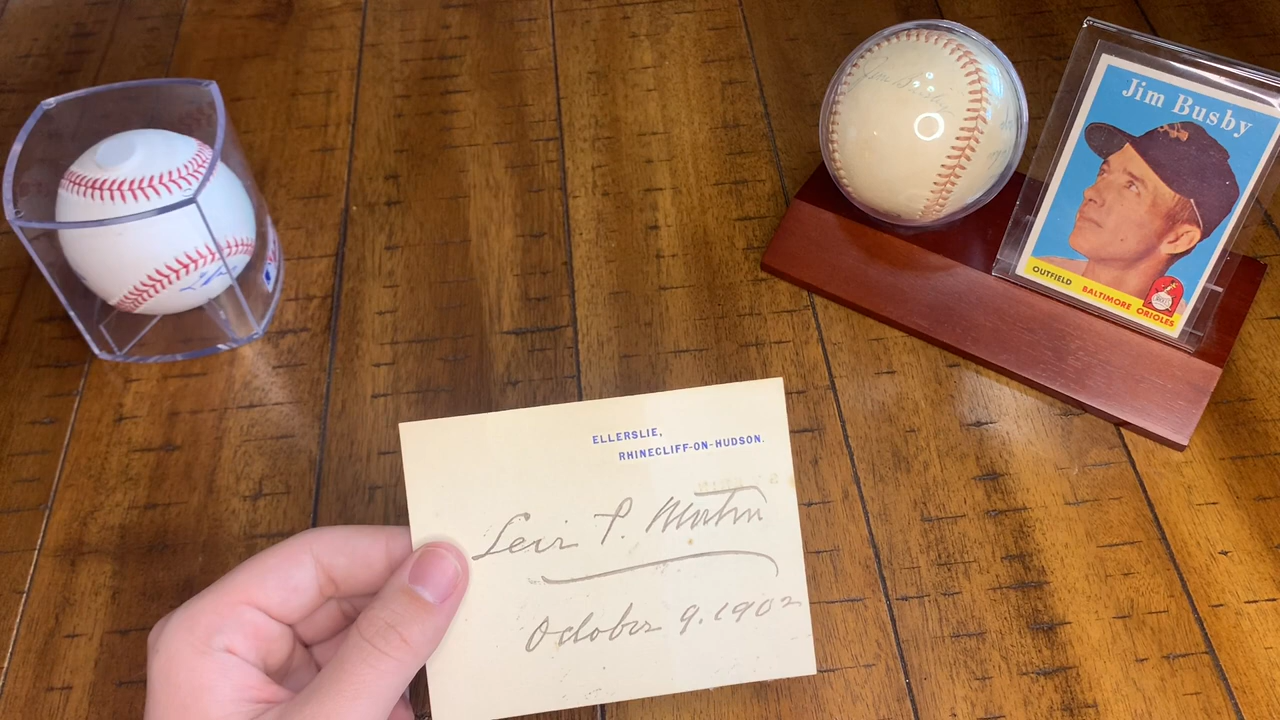 Jim Busby
OUTFIELD BALTIMORE ORIOLES
ELLERSLIE,
RHINECLIFF-ON-HUDSON.
Levi P. Morton
October 9. 1902